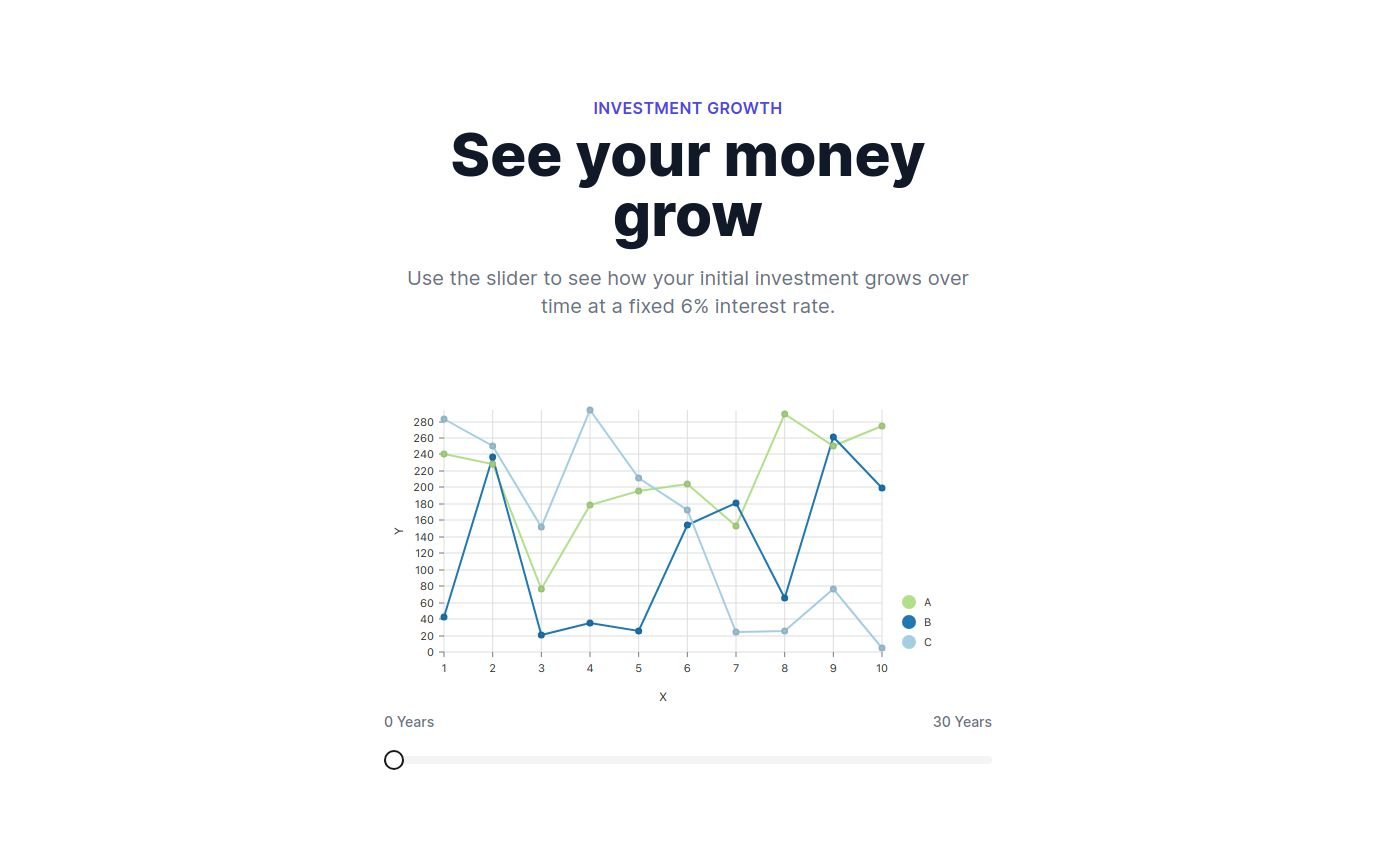 INVESTMENT GROWTH
See your money
grow
Use the slider to see how your initial investment grows over
time at a fixed 6% interest rate.
280
260
240
220
200
180
160
140
120
100
80
60
40
20
0
Y
1 2 3 4 5 6 7 8 9 10
X
A
B
C
0 Years 30 Years